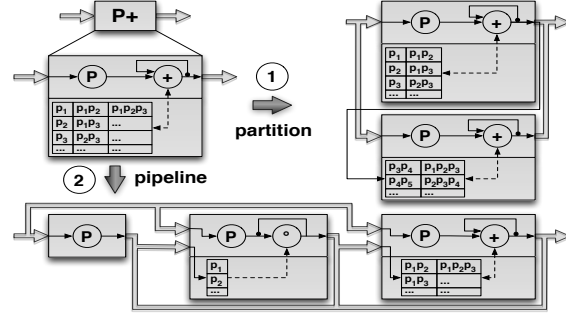 P+
P +
p1 p1p2 p1p2p3
p2 p1p3 ...
p3 p2p3 ...
... ...
1
partition
2 pipeline
P +
p1 p1p2
p2 p1p3
p3 p2p3
... ...
P +
p3p4 p1p2p3
p4p5 p2p3p4
... ...
P
P °
p1
p2
...
P +
p1p2 p1p2p3
p1p3 ...
... ...